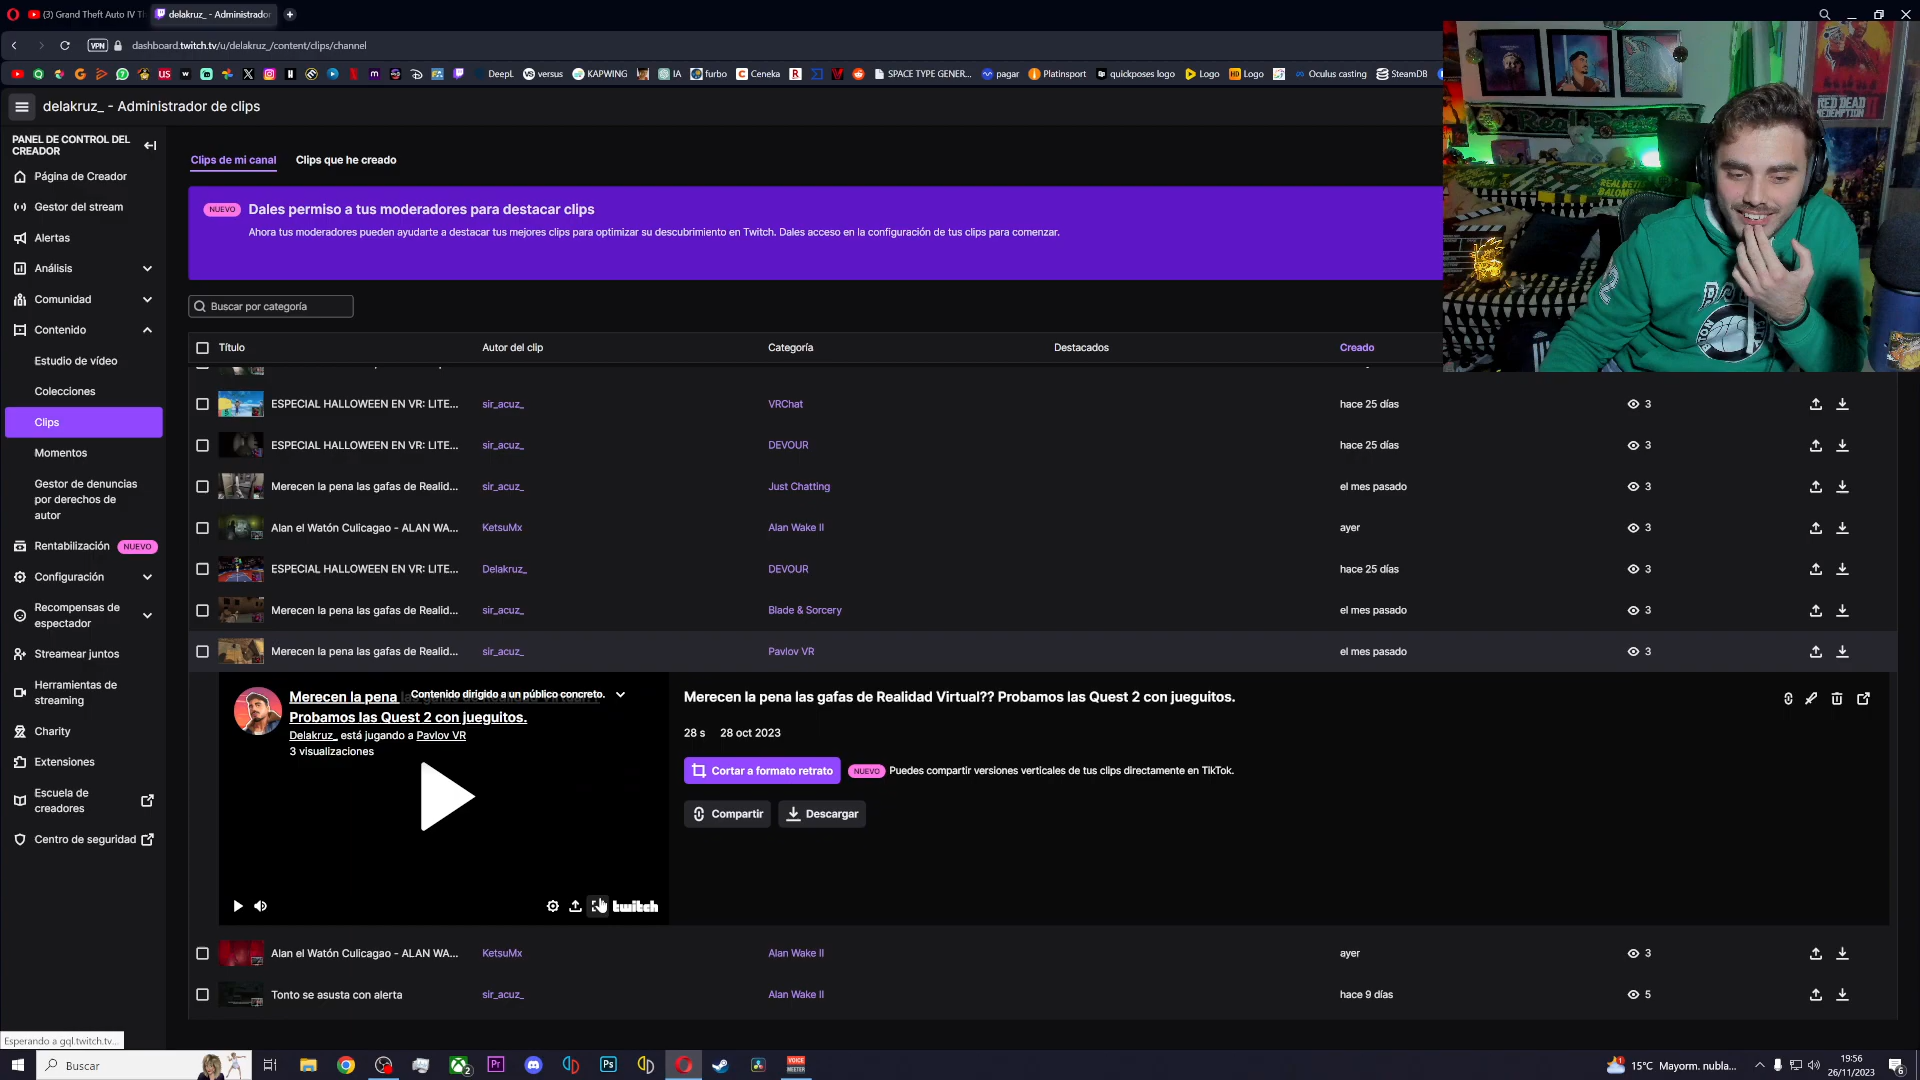 (3) Grand Theft Auto IV T
delakruz_ - Administrador
VPN
dashboard.twitch.tv/u/delakruz_/content/clips/channel
DeepL
versus
KAPWING
IA
furbo
Ceneka
SPACE TYPE GENER...
pagar
Platinsport
quickposes logo
Logo
Logo
Oculus casting
SteamDB
delakruz_ - Administrador de clips
PANEL DE CONTROL DEL
CREADOR
Página de Creador
Gestor del stream
Alertas
Análisis
Comunidad
Contenido
Estudio de vídeo
Colecciones
Clips
Momentos
Gestor de denuncias
por derechos de
autor
Rentabilización NUEVO
Configuración
Recompensas de
espectador
Streamear juntos
Herramientas de
streaming
Charity
Extensiones
Escuela de
creadores
Centro de seguridad
Clips de mi canal Clips que he creado
NUEVO Dales permiso a tus moderadores para destacar clips
Ahora tus moderadores pueden ayudarte a destacar tus mejores clips para optimizar su descubrimiento en Twitch. Dales acceso en la configuración de tus clips para comenzar.
Buscar por categoría
Título Autor del clip Categoría Destacados Creado
ESPECIAL HALLOWEEN EN VR: LITE... sir_acuz_ VRChat hace 25 días 3
ESPECIAL HALLOWEEN EN VR: LITE... sir_acuz_ DEVOUR hace 25 días 3
Merecen la pena las gafas de Realid... sir_acuz_ Just Chatting el mes pasado 3
Alan el Watón Culicagao - ALAN WA... KetsuMx Alan Wake II ayer 3
ESPECIAL HALLOWEEN EN VR: LITE... Delakruz_ DEVOUR hace 25 días 3
Merecen la pena las gafas de Realid... sir_acuz_ Blade & Sorcery el mes pasado 3
Merecen la pena las gafas de Realid... sir_acuz_ Pavlov VR el mes pasado 3
Merecen la pena las gafas de Realidad Virtual??
Contenido dirigido a un público concreto.
Probamos las Quest 2 con jueguitos.
Delakruz_ está jugando a Pavlov VR
3 visualizaciones
twitch
Merecen la pena las gafas de Realidad Virtual?? Probamos las Quest 2 con jueguitos.
28 s 28 oct 2023
Cortar a formato retrato NUEVO Puedes compartir versiones verticales de tus clips directamente en TikTok.
Compartir Descargar
Alan el Watón Culicagao - ALAN WA... KetsuMx Alan Wake II ayer 3
Tonto se asusta con alerta sir_acuz_ Alan Wake II hace 9 días 5
Esperando a gql.twitch.tv...
Buscar
VOICE
MEETER
15°C Mayorm. nubla...
19:56
26/11/2023
RED DEAD
REDEMPTION